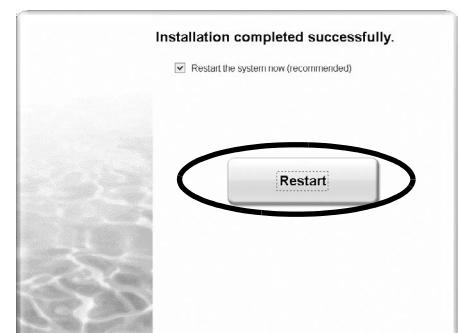 Installation completed successfully.
Restart the system now (recommended)
Restart